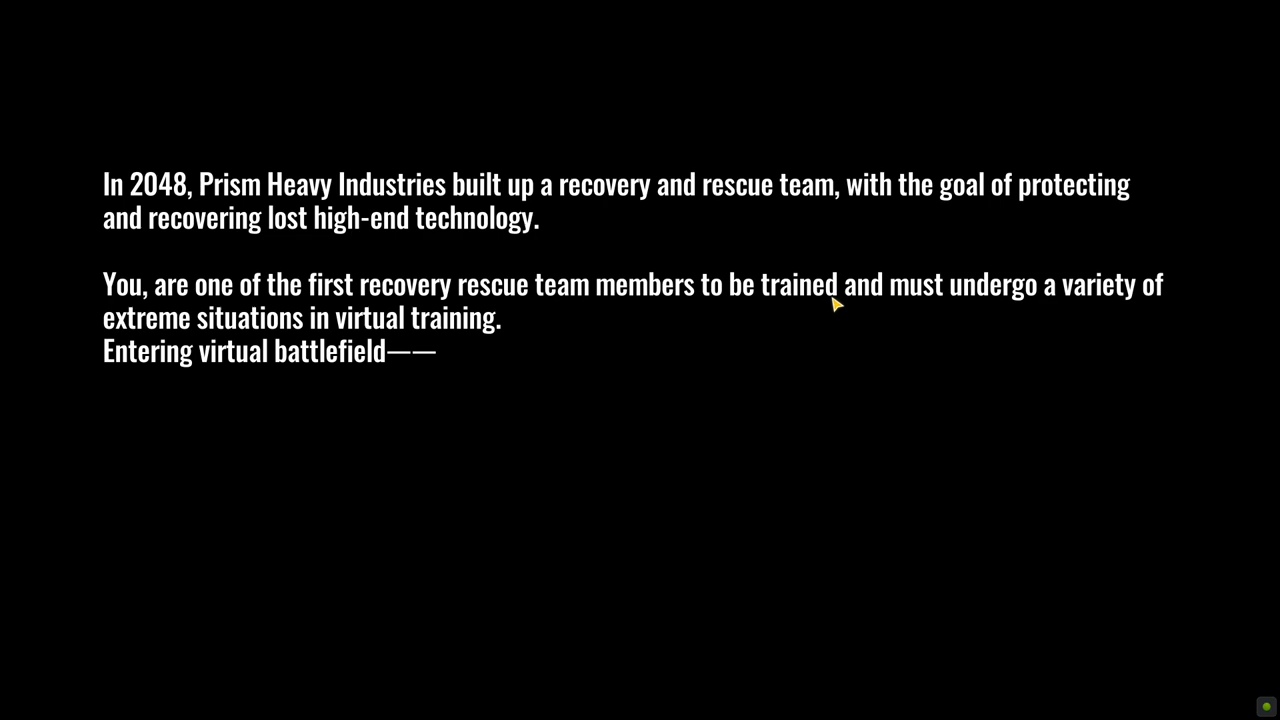 In 2048, Prism Heavy Industries built up a recovery and rescue team, with the goal of protecting
and recovering lost high-end technology.
You, are one of the first recovery rescue team members to be trained and must undergo a variety of
extreme situations in virtual training.
Entering virtual battlefield——